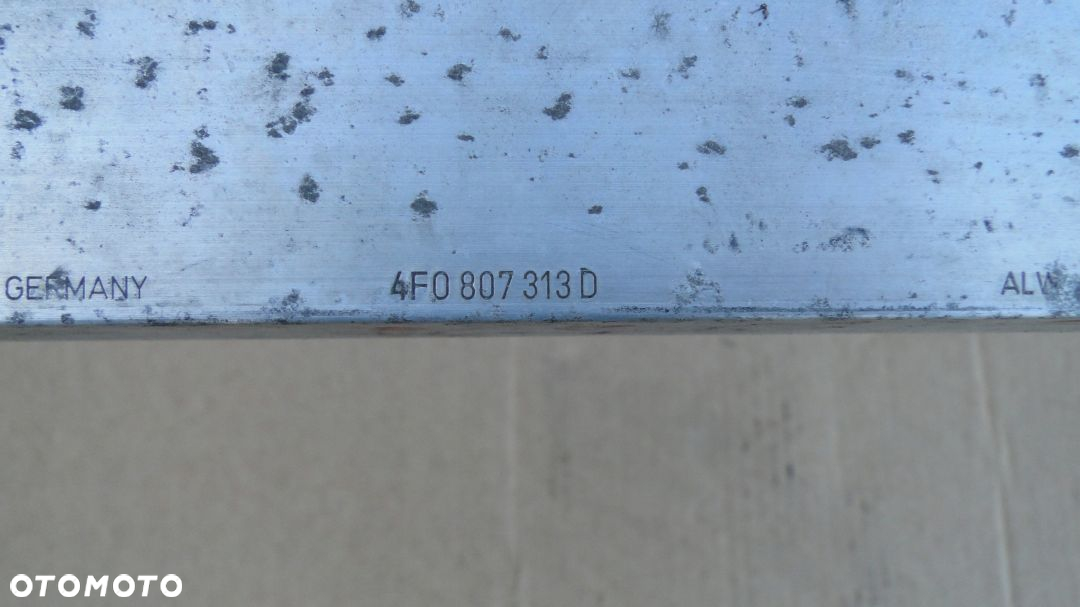 GERMANY 4F0 807 313 D ALW
OTOMOTO